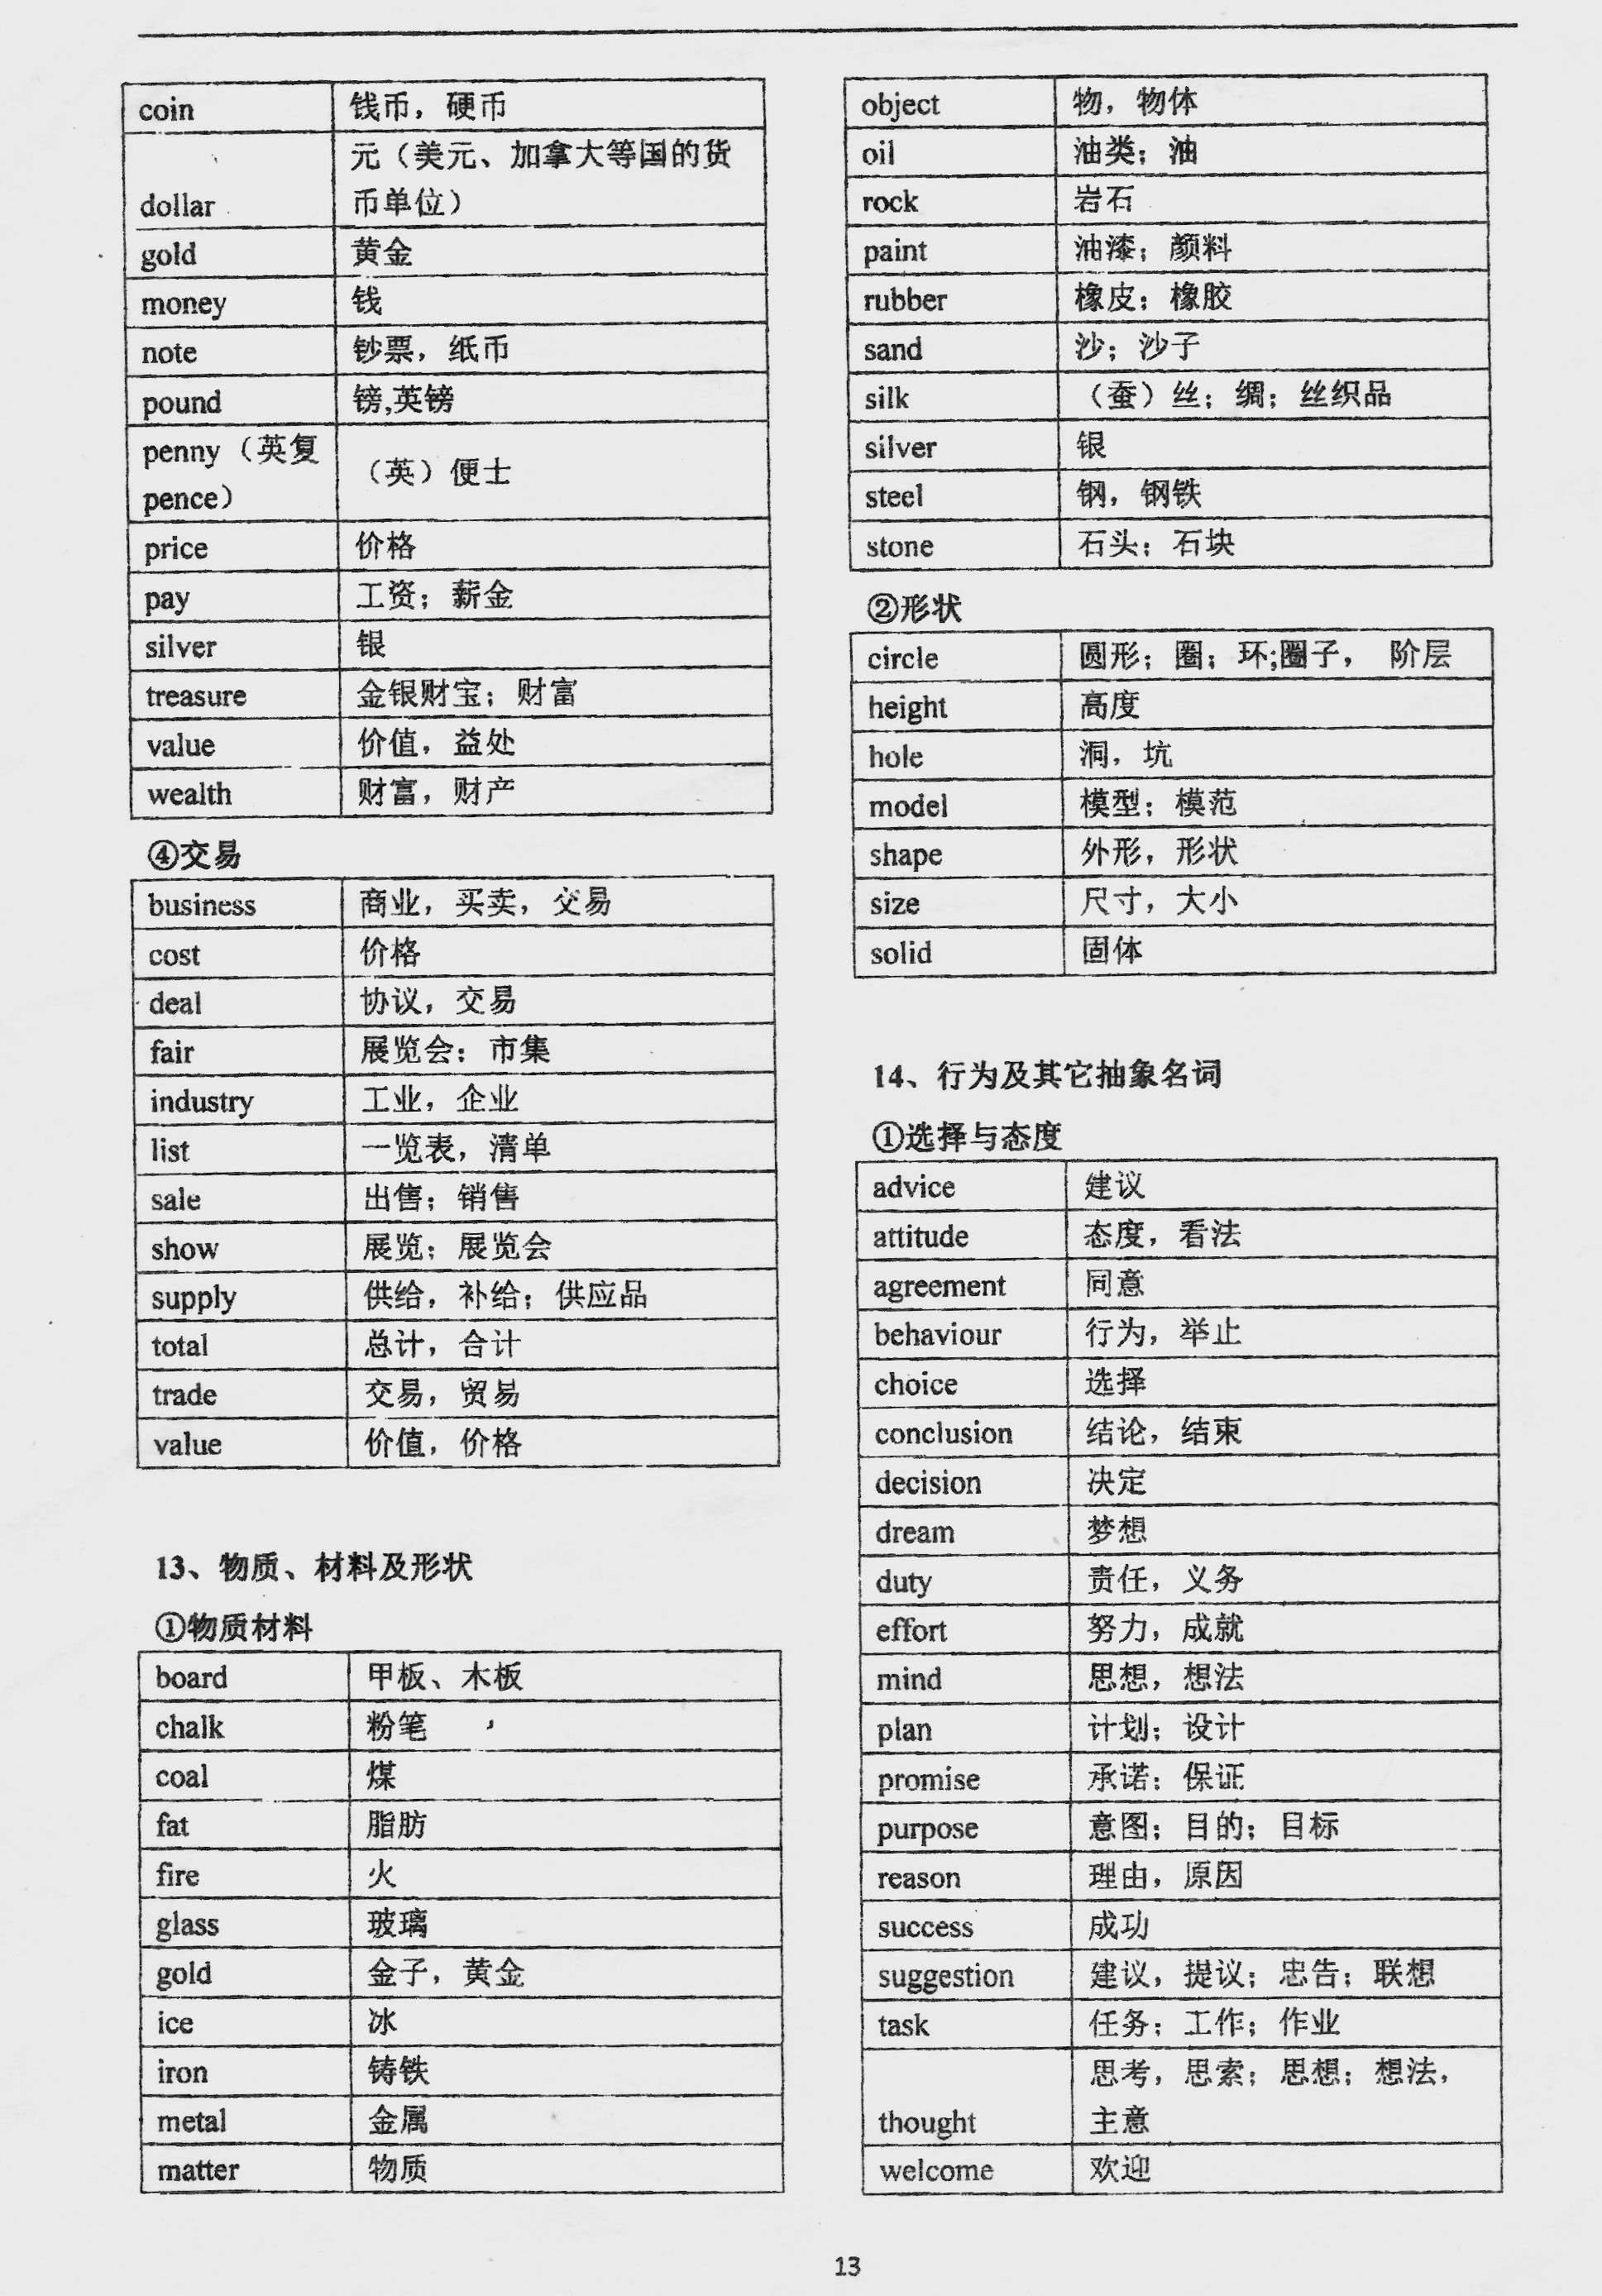 coin 钱币，硬币
元（美元、加拿大等国的货
dollar 币单位）
gold 黄金
money 钱
note 钞票，纸币
pound 镑,英镑
penny（英复
pence） （英）便士
price 价格
pay 工资；薪金
silver 银
treasure 金银财宝；财富
value 价值，益处
wealth 财富，财产
④交易
business 商业，买卖，交易
cost 价格
deal 协议，交易
fair 展览会；市集
industry 工业，企业
list 一览表，清单
sale 出售；销售
show 展览；展览会
supply 供给，补给；供应品
total 总计，合计
trade 交易，贸易
value 价值，价格
13、物质、材料及形状
①物质材料
board 甲板、木板
chalk 粉笔
coal 煤
fat 脂肪
fire 火
glass 玻璃
gold 金子，黄金
ice 冰
iron 铸铁
metal 金属
matter 物质
object 物，物体
oil 油类；油
rock 岩石
paint 油漆；颜料
rubber 橡皮；橡胶
sand 沙；沙子
silk （蚕）丝；绸；丝织品
silver 银
steel 钢，钢铁
stone 石头；石块
②形状
circle 圆形；圈；环;圈子， 阶层
height 高度
hole 洞，坑
model 模型；模范
shape 外形，形状
size 尺寸，大小
solid 固体
14、行为及其它抽象名词
①选择与态度
advice 建议
attitude 态度，看法
agreement 同意
behaviour 行为，举止
choice 选择
conclusion 结论，结束
decision 决定
dream 梦想
duty 责任，义务
effort 努力，成就
mind 思想，想法
plan 计划；设计
promise 承诺；保证
purpose 意图；目的；目标
reason 理由，原因
success 成功
suggestion 建议，提议；忠告；联想
task 任务；工作；作业
思考，思索；思想；想法，
thought 主意
welcome 欢迎
13